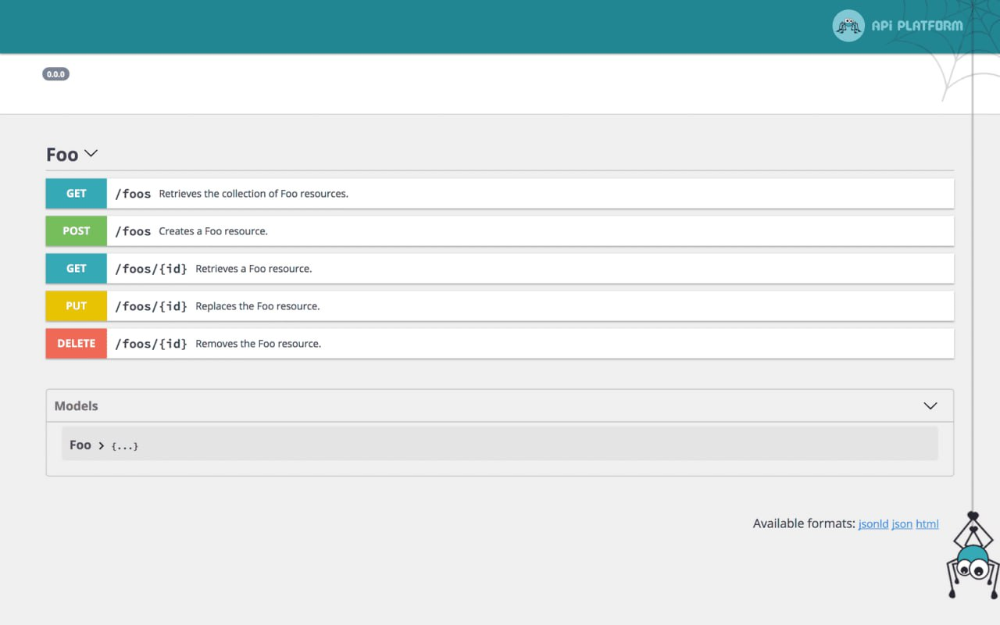 APi PLATFORM
0.0.0
Foo
GET /foos Retrieves the collection of Foo resources.
POST /foos Creates a Foo resource.
GET /foos/{id} Retrieves a Foo resource.
PUT /foos/{id} Replaces the Foo resource.
DELETE /foos/{id} Removes the Foo resource.
Models
Foo > {...}
Available formats: jsonld json html